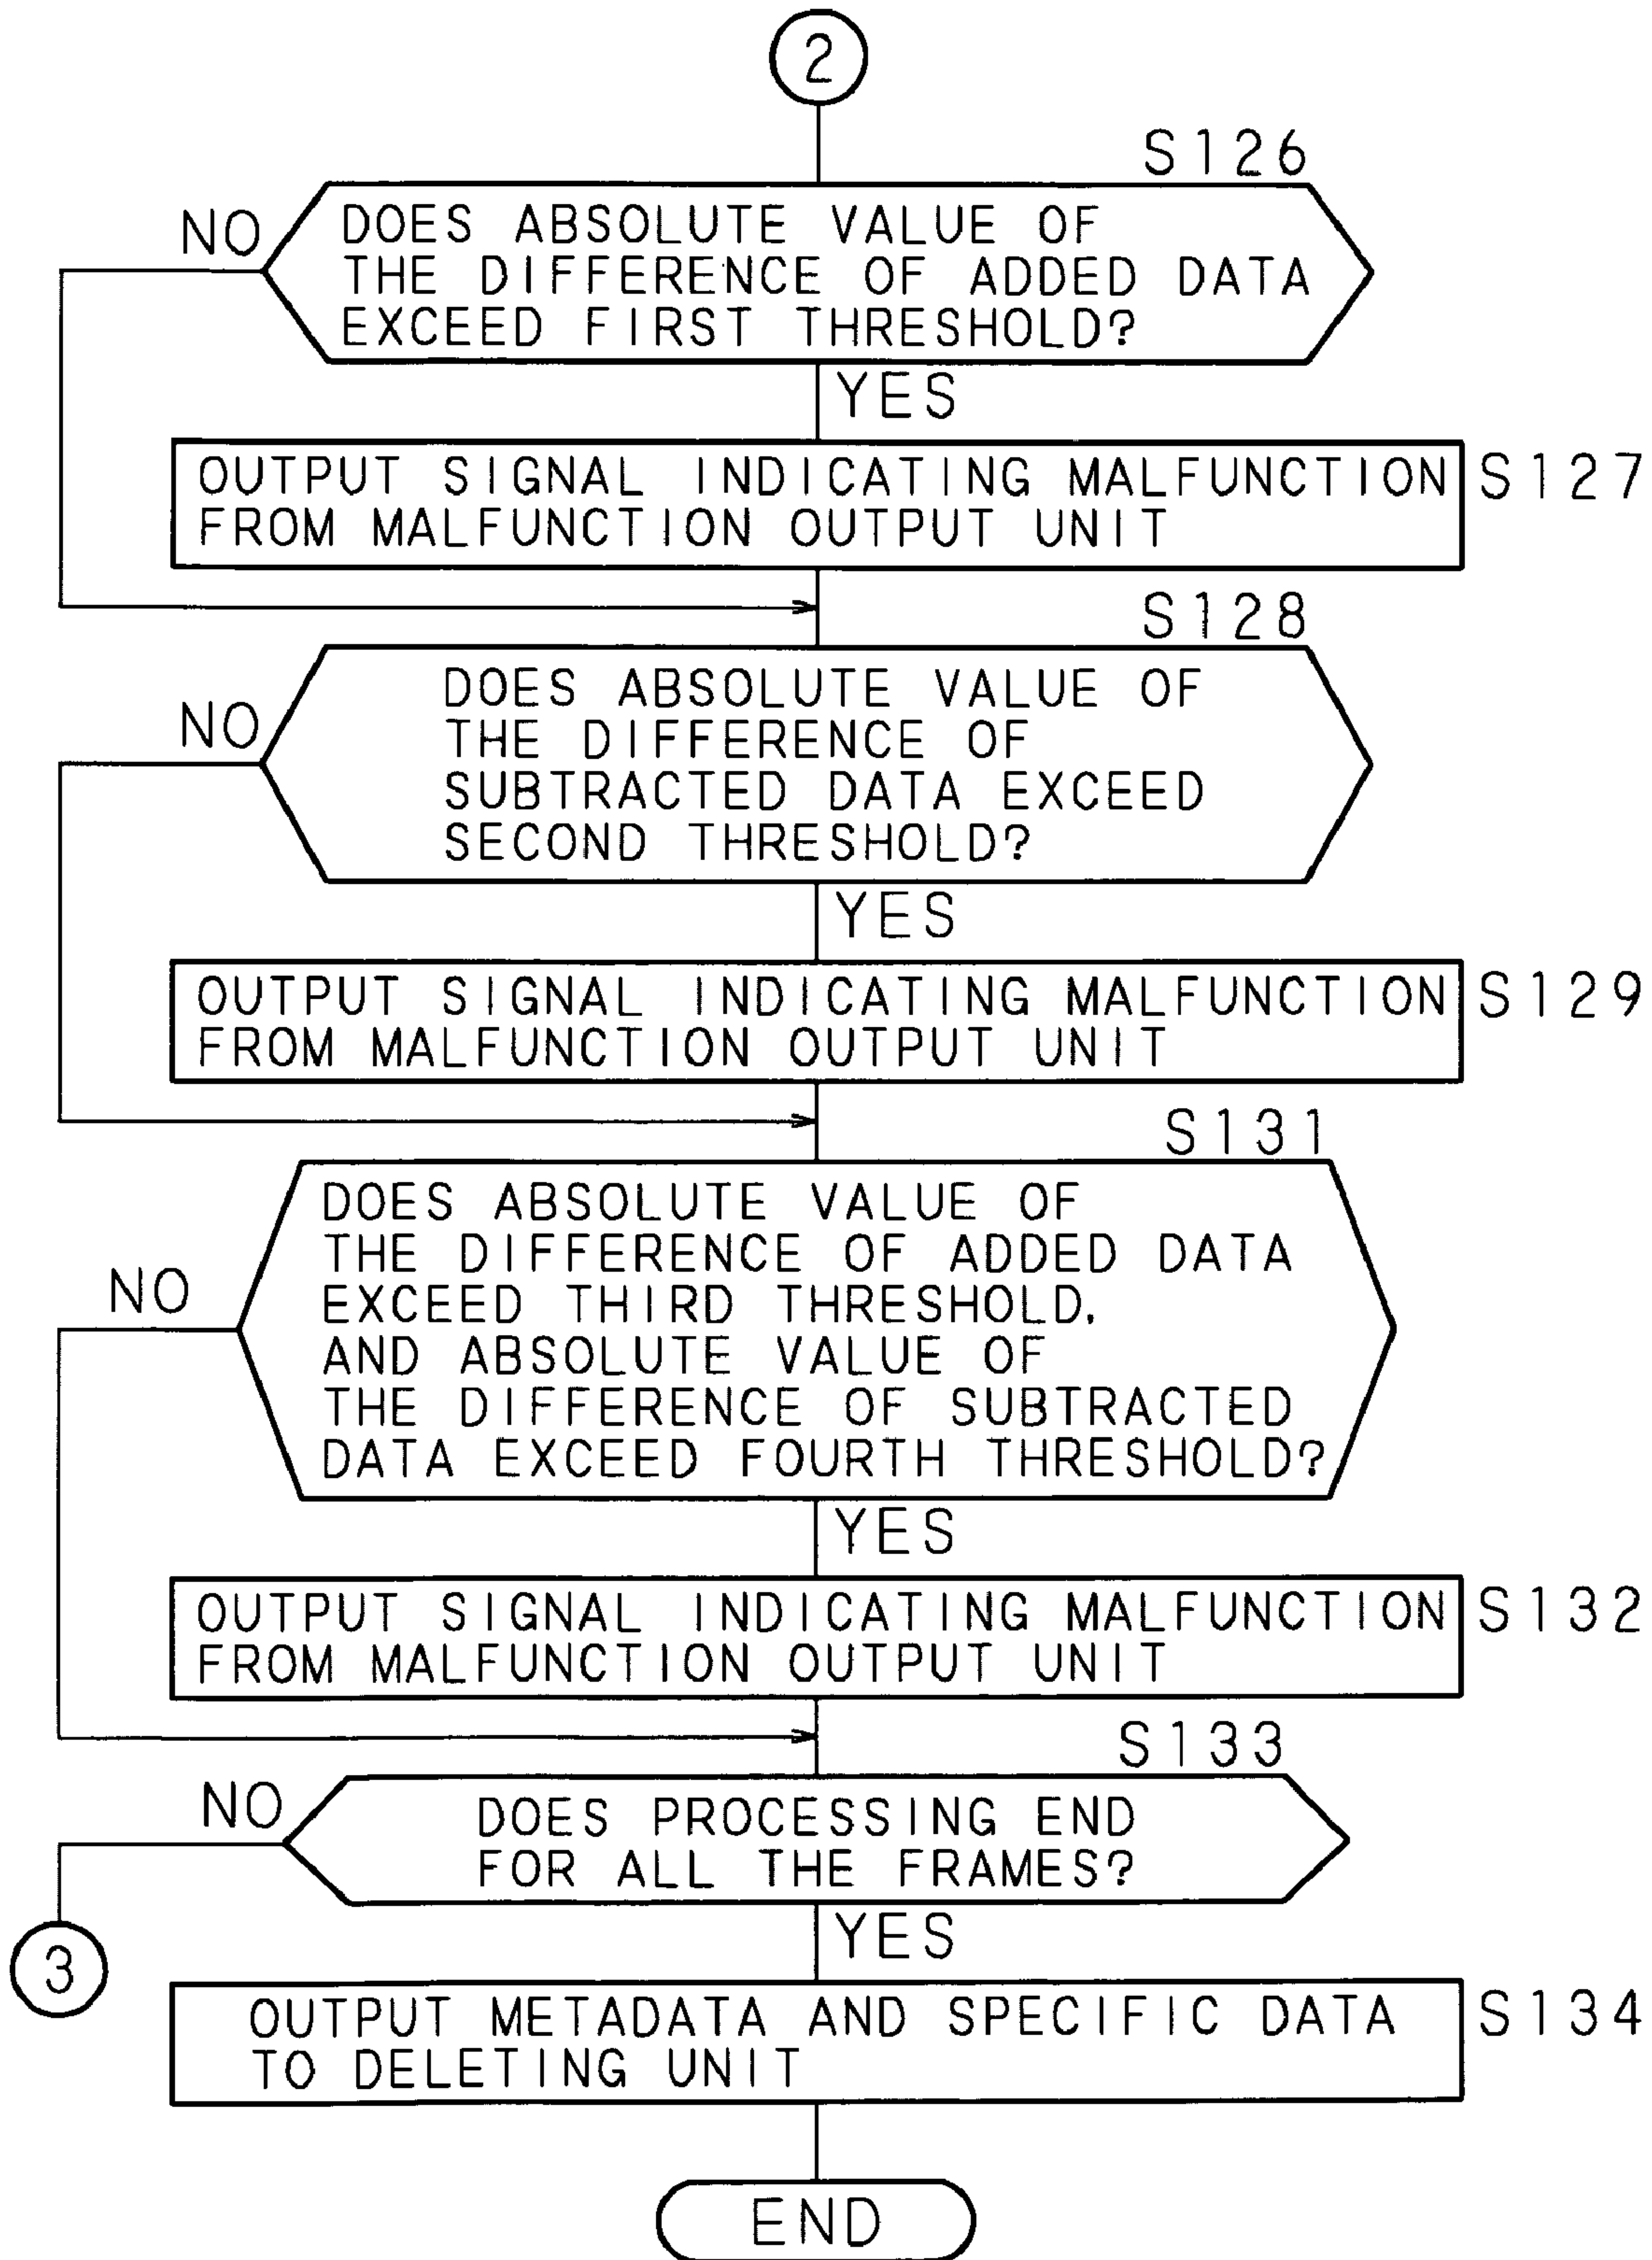 2
S126
NO
DOES ABSOLUTE VALUE OF
THE DIFFERENCE OF ADDED DATA
EXCEED FIRST THRESHOLD?
YES
OUTPUT SIGNAL INDICATING MALFUNCTION
FROM MALFUNCTION OUTPUT UNIT
S127
S128
NO
DOES ABSOLUTE VALUE OF
THE DIFFERENCE OF
SUBTRACTED DATA EXCEED
SECOND THRESHOLD?
YES
OUTPUT SIGNAL INDICATING MALFUNCTION
FROM MALFUNCTION OUTPUT UNIT
S129
S131
NO
DOES ABSOLUTE VALUE OF
THE DIFFERENCE OF ADDED DATA
EXCEED THIRD THRESHOLD,
AND ABSOLUTE VALUE OF
THE DIFFERENCE OF SUBTRACTED
DATA EXCEED FOURTH THRESHOLD?
YES
OUTPUT SIGNAL INDICATING MALFUNCTION
FROM MALFUNCTION OUTPUT UNIT
S132
S133
NO
DOES PROCESSING END
FOR ALL THE FRAMES?
YES
3
OUTPUT METADATA AND SPECIFIC DATA
TO DELETING UNIT
S134
END